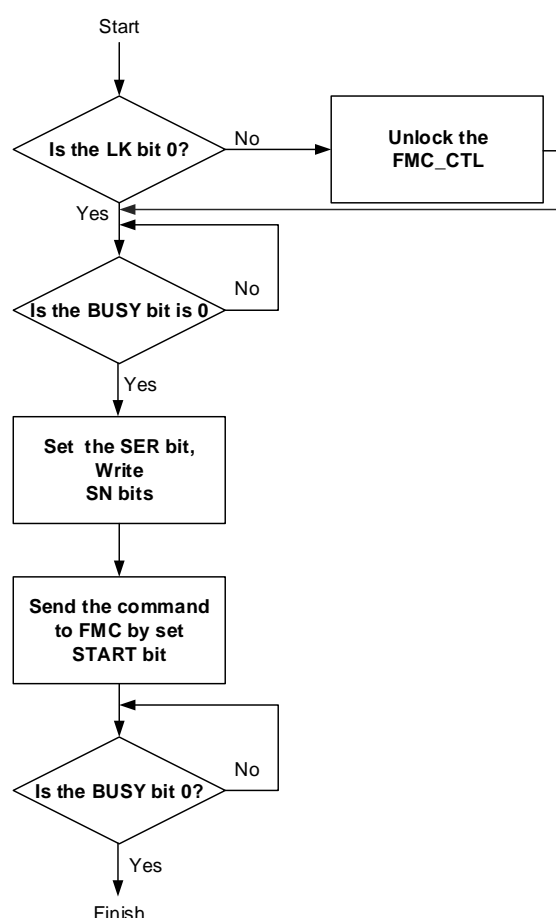 Start
Is the LK bit 0?
No
Unlock the
FMC_CTL
Yes
Is the BUSY bit is 0
No
Yes
Set  the SER bit,
Write
SN bits
Send the command
to FMC by set
START bit
Is the BUSY bit 0?
No
Yes
Finish